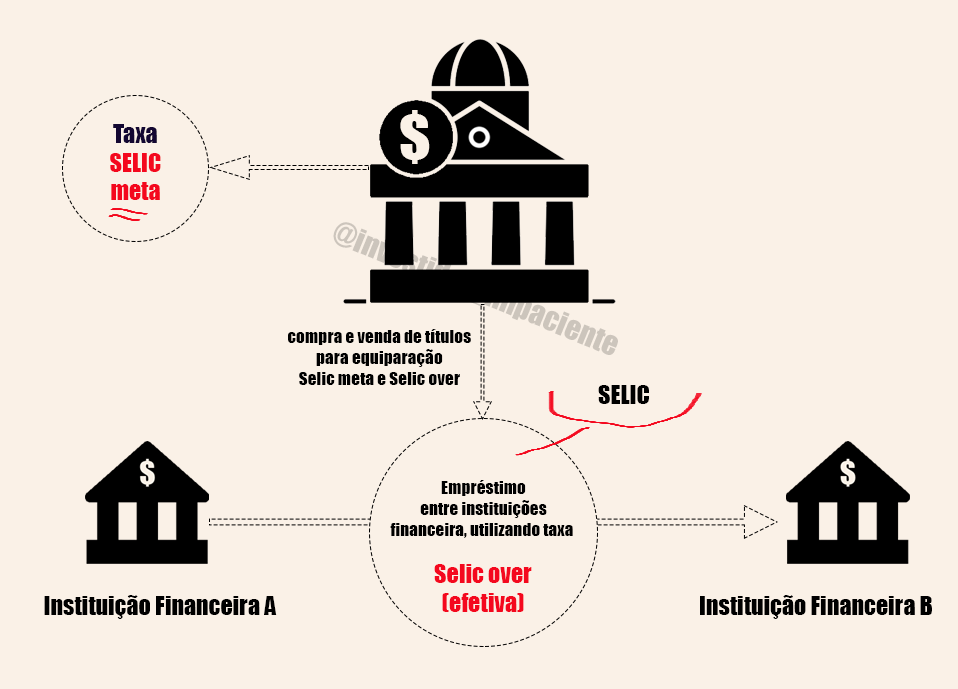 Taxa
SELIC
meta
$
compra e venda de títulos
para equiparação
Selic meta e Selic over
SELIC
$
Empréstimo
entre instituições
financeira, utilizando taxa
Selic over
(efetiva)
$
Instituição Financeira A
Instituição Financeira B